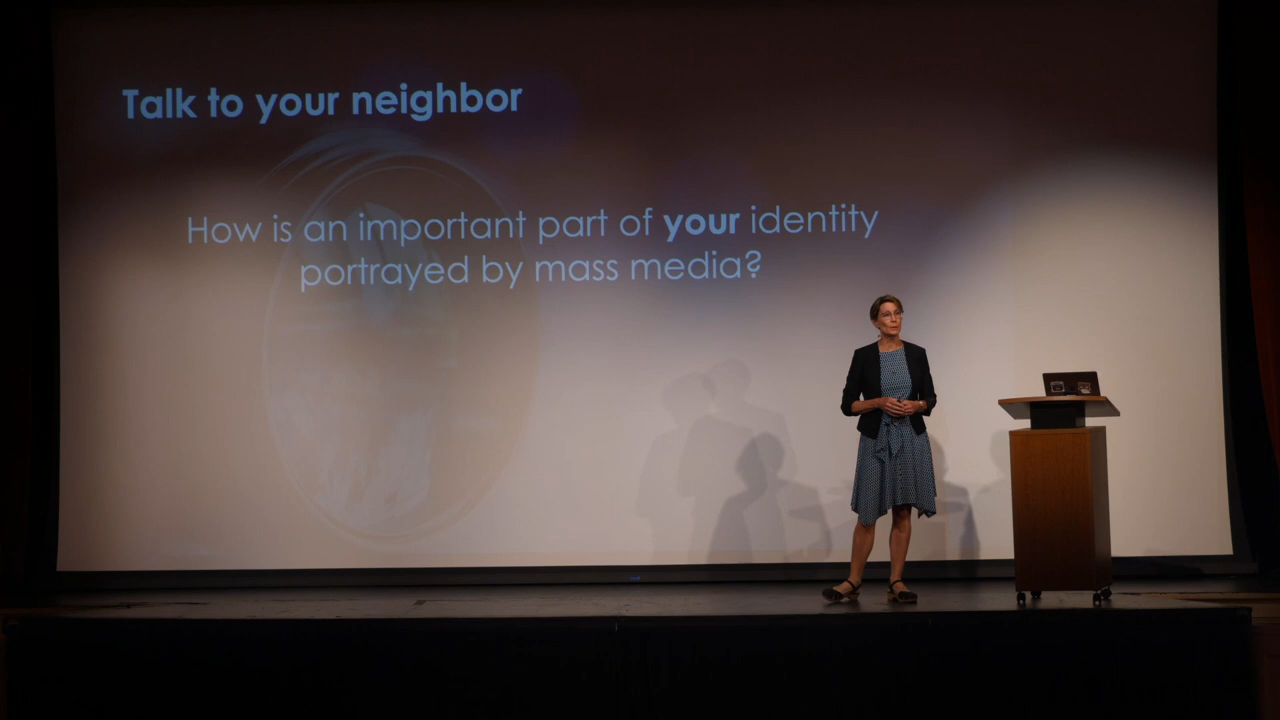 Talk to your neighbor
How is an important part of your identity
portrayed by mass media?